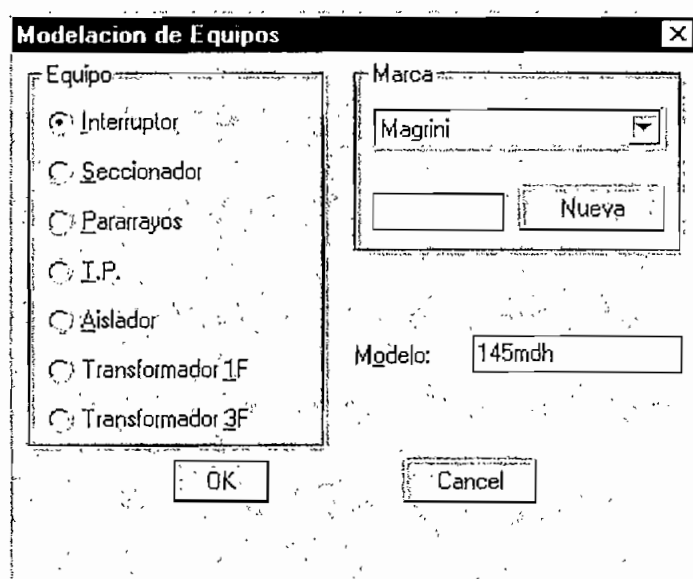 Modelacion de Equipos
Equipo
Interruptor
Seccionador
Pararrayos
T.P.
Aislador
Transformador 1F
Transformador 3F
Marca
Magrini
Nueva
Modelo: 145mdh
OK Cancel